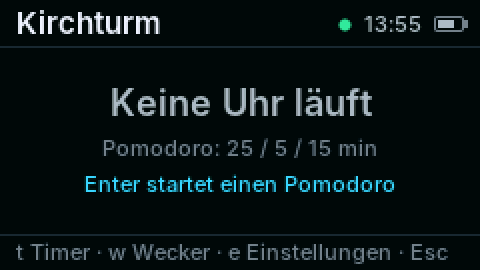 Kirchturm
13:55
Keine Uhr läuft
Pomodoro: 25 / 5 / 15 min
Enter startet einen Pomodoro
t Timer · w Wecker · e Einstellungen · Esc